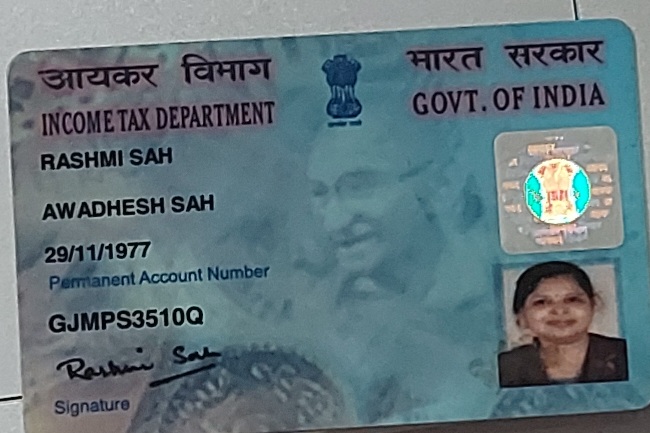 आयकर विभाग
भारत सरकार
INCOME TAX DEPARTMENT
GOVT. OF INDIA
RASHMI SAH
AWADHESH SAH
29/11/1977
Permanent Account Number
GJMPS3510Q
Rashmi Sah
Signature